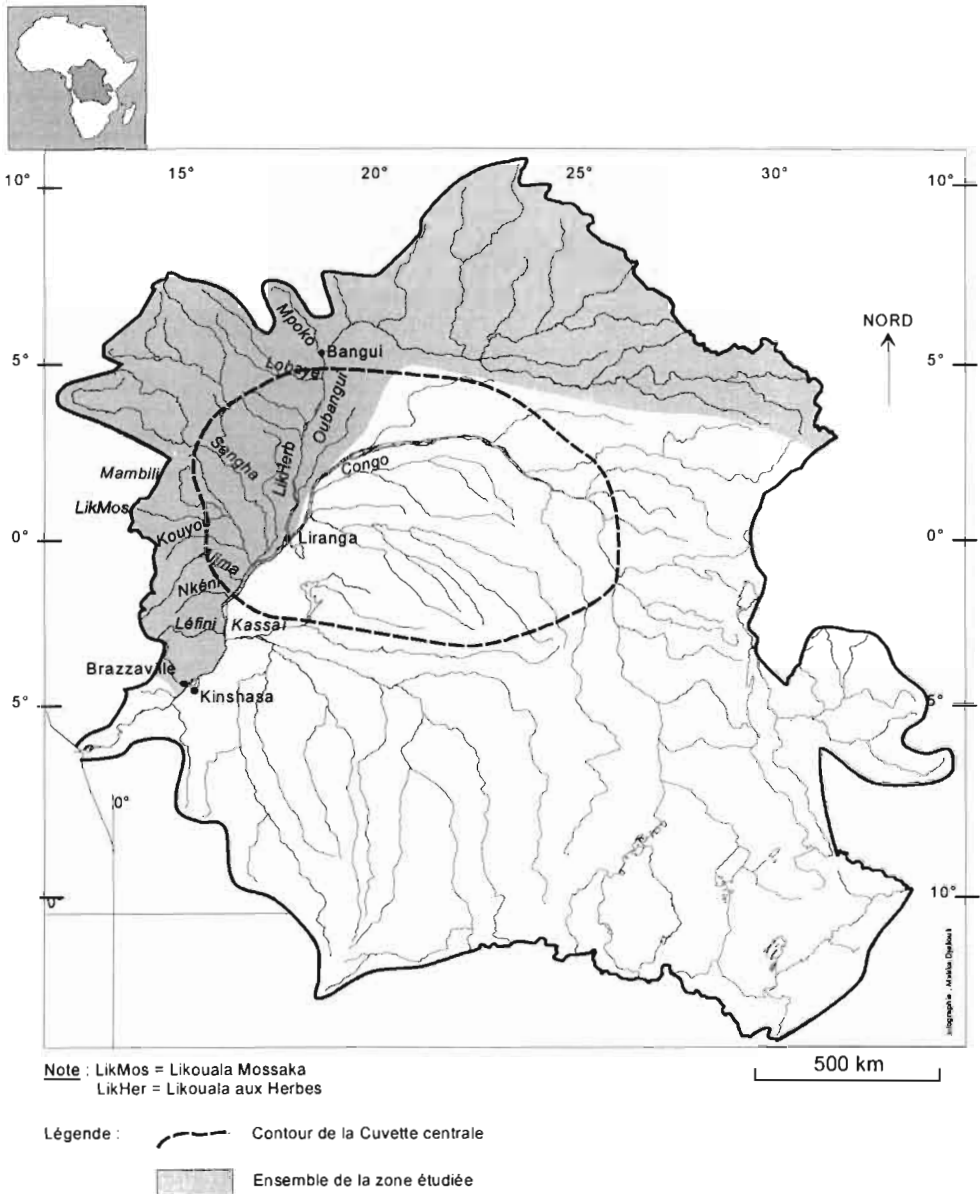 15° 20° 25° 30°
10° 10°
NORD
Mpoko
Bangui
5° 5°
Lobaye
Oubangui
Sangha
LikHerb
Congo
Mambili
LikMos
Kouyou
0° Liranga 0°
Alima
Nkéni
Léfini Kassaï
Brazzaville
Kinshasa
5° 5°
0°
10°
500 km
Note : LikMos = Likouala Mossaka
LikHer = Likouala aux Herbes
Légende :
Contour de la Cuvette centrale
Ensemble de la zone étudiée